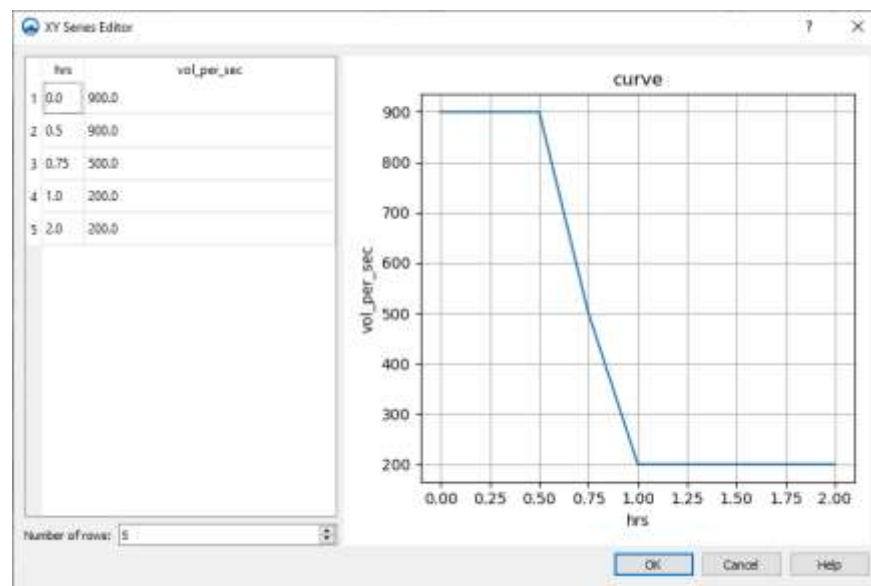 XY Series Editor
? ×
hrs vol_per_sec
1 0.0 900.0
2 0.5 900.0
3 0.75 500.0
4 1.0 200.0
5 2.0 200.0
Number of rows: 5
curve
900
800
700
600
500
400
300
200
vol_per_sec
0.00 0.25 0.50 0.75 1.00 1.25 1.50 1.75 2.00
hrs
OK Cancel Help